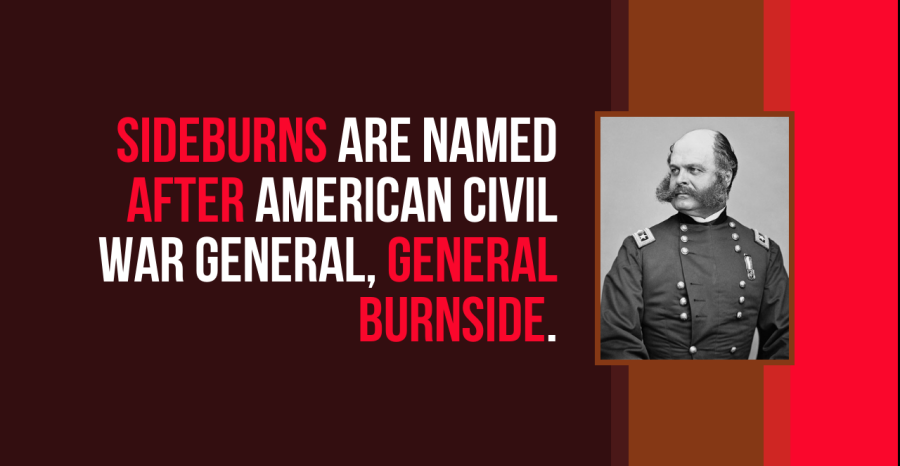 SIDEBURNS ARE NAMED
AFTER AMERICAN CIVIL
WAR GENERAL, GENERAL
BURNSIDE.